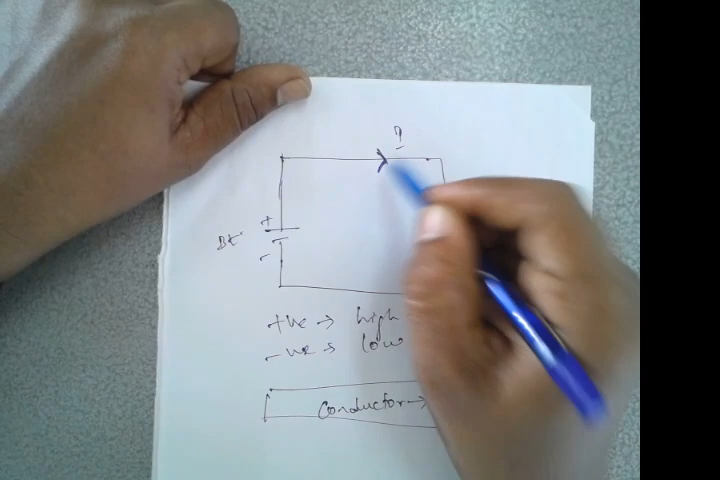 ?
+
Bt
-
+ve → high
-ve → low
Conductor →